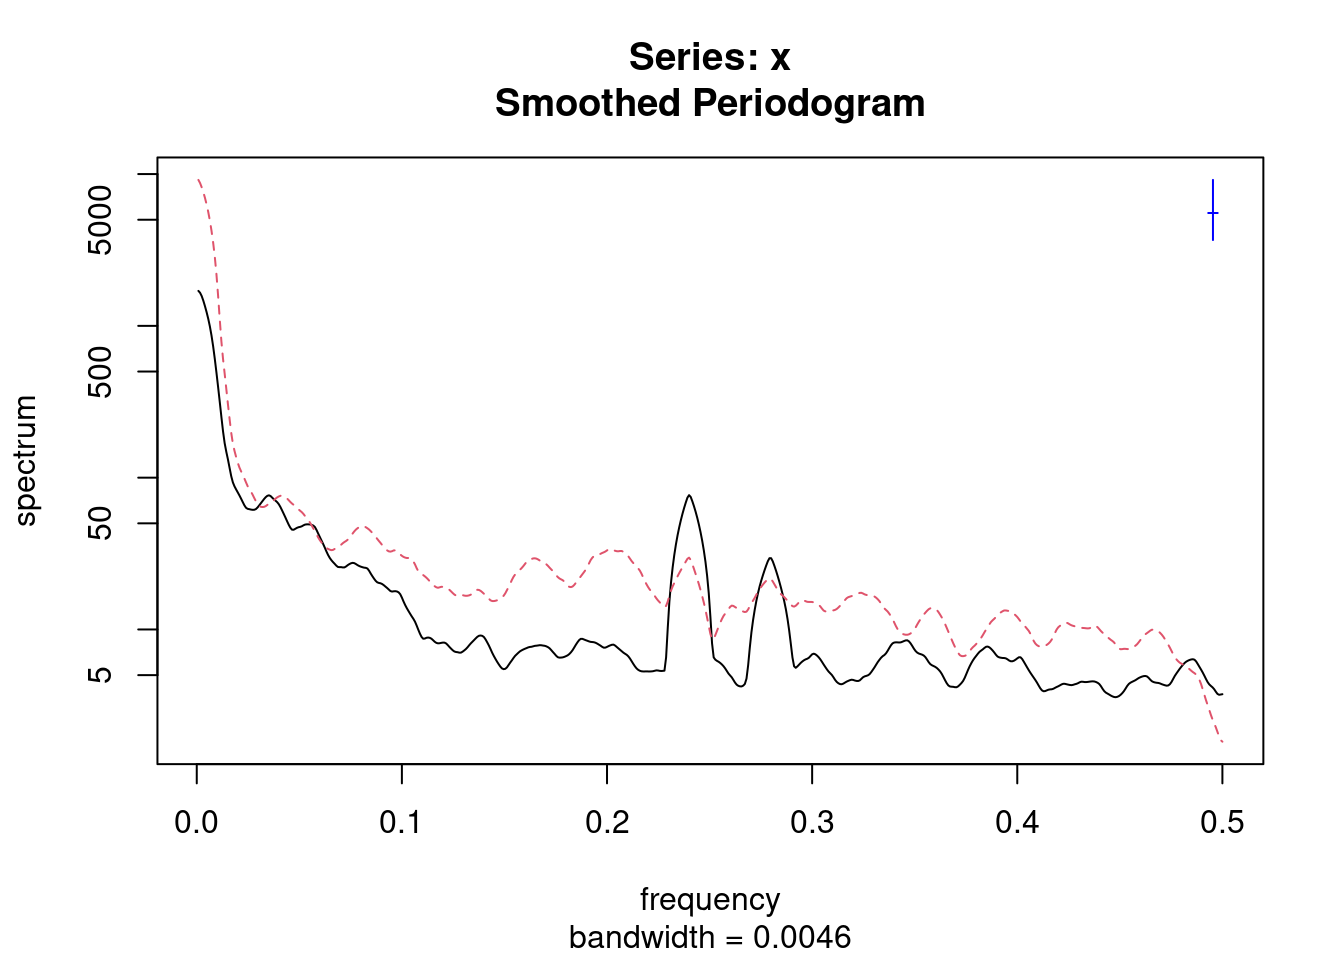 Series: x
Smoothed Periodogram
spectrum
5000
500
50
5
0.0 0.1 0.2 0.3 0.4 0.5
frequency
bandwidth = 0.0046